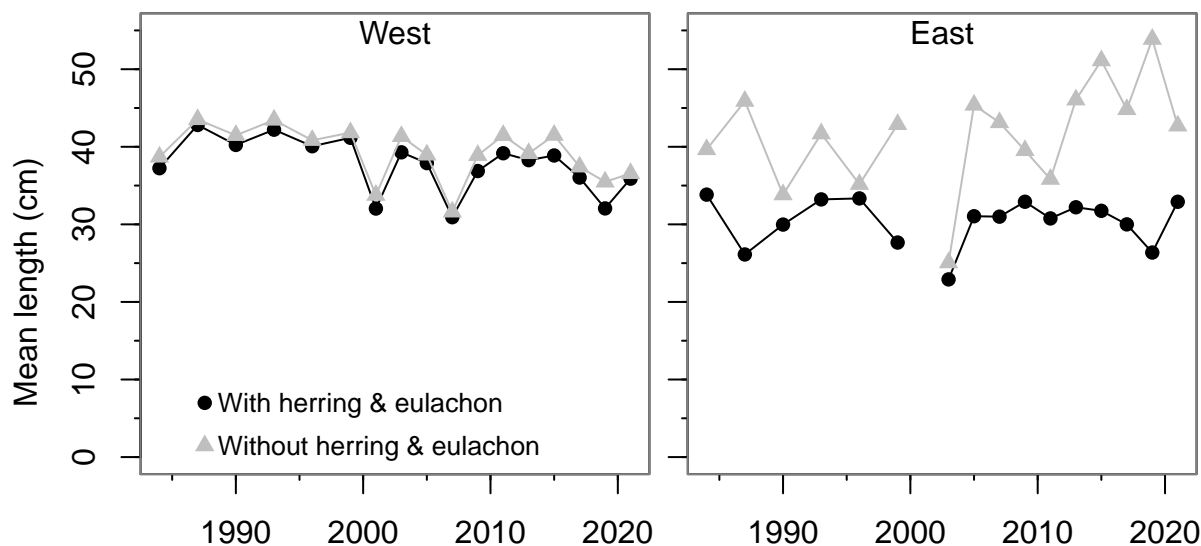 West
East
Mean length (cm)
50
40
30
20
10
0
With herring & eulachon
Without herring & eulachon
1990 2000 2010 2020
1990 2000 2010 2020